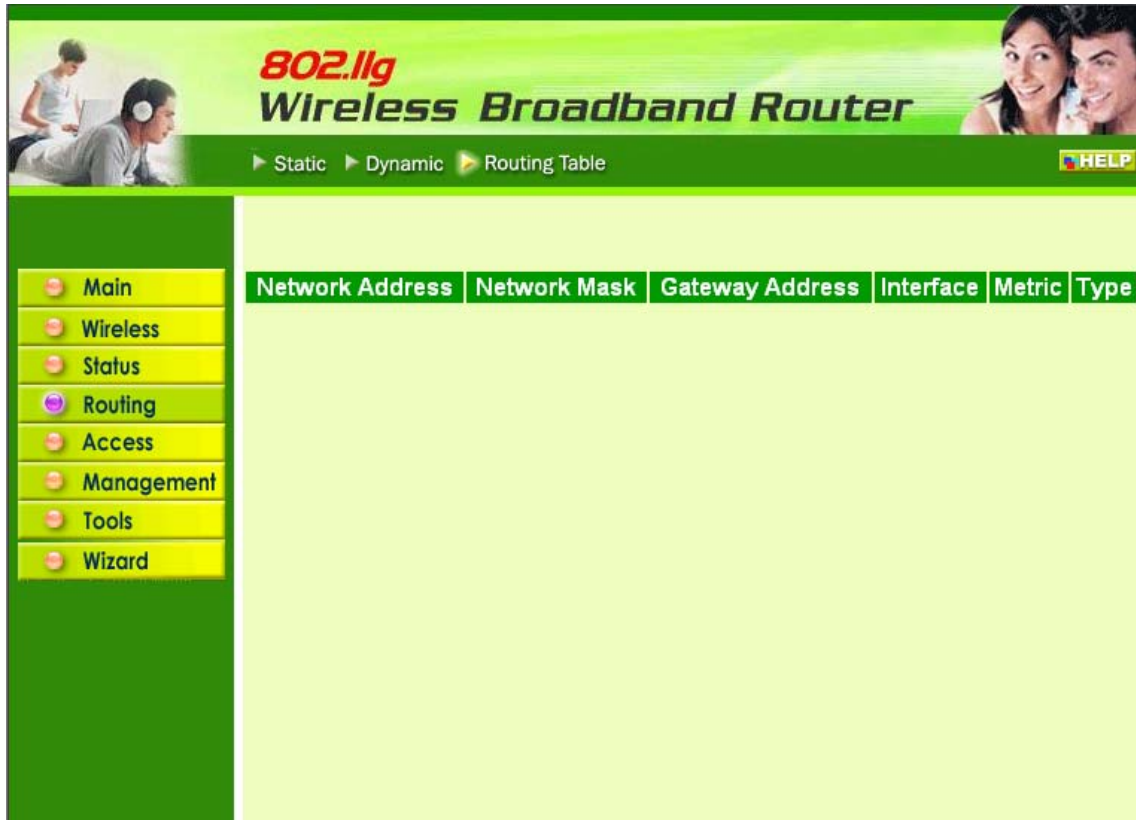 802.11g
Wireless Broadband Router
Static Dynamic Routing Table
HELP
Main
Wireless
Status
Routing
Access
Management
Tools
Wizard
Network Address Network Mask Gateway Address Interface Metric Type